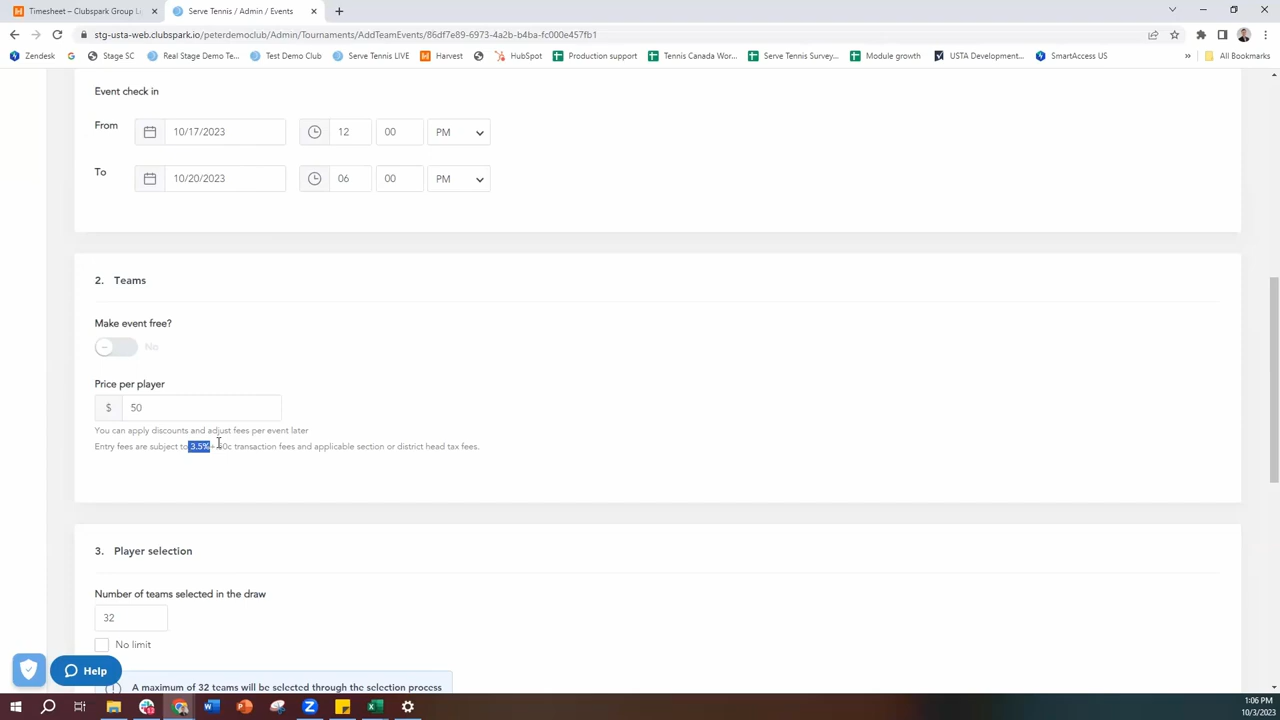 Timesheet — Clubspark Group Li
Serve Tennis / Admin / Events
stg-usta-web.clubspark.io/peterdemoclub/Admin/Tournaments/AddTeamEvents/86df7e89-6973-4a2b-b4ba-fc000e457fb1
Zendesk
Stage SC
Real Stage Demo Te...
Test Demo Club
Serve Tennis LIVE
Harvest
HubSpot
Production support
Tennis Canada Wor...
Serve Tennis Survey...
Module growth
USTA Development...
SmartAccess US
»
All Bookmarks
Event check in
From
10/17/2023
12
00
PM
To
10/20/2023
06
00
PM
2. Teams
Make event free?
No
Price per player
$ 50
You can apply discounts and adjust fees per event later
Entry fees are subject to 3.5% + transaction fees and applicable section or district head tax fees.
3. Player selection
Number of teams selected in the draw
32
No limit
A maximum of 32 teams will be selected through the selection process
Help
1:06 PM
10/3/2023